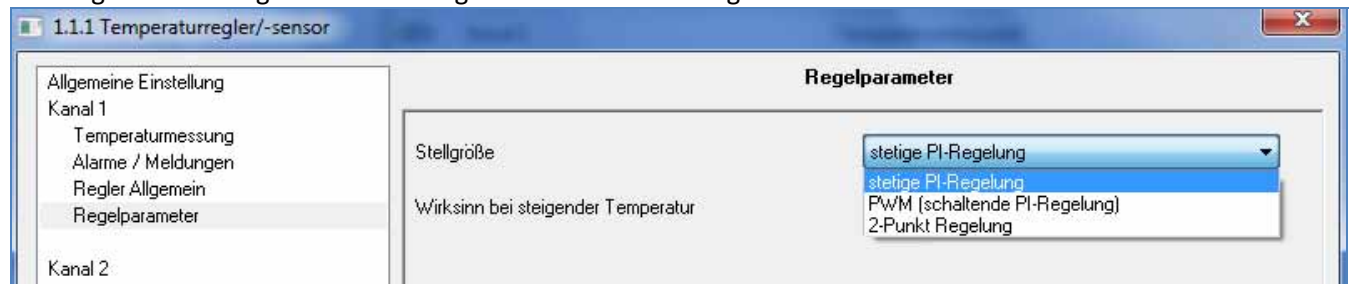 1.1.1 Temperaturregler/-sensor
Allgemeine Einstellung
Kanal 1
Temperaturmessung
Alarme / Meldungen
Regler Allgemein
Regelparameter
Kanal 2
Regelparameter
Stellgröße
stetige PI-Regelung
stetige PI-Regelung
PWM (schaltende PI-Regelung)
2-Punkt Regelung
Wirksinn bei steigender Temperatur